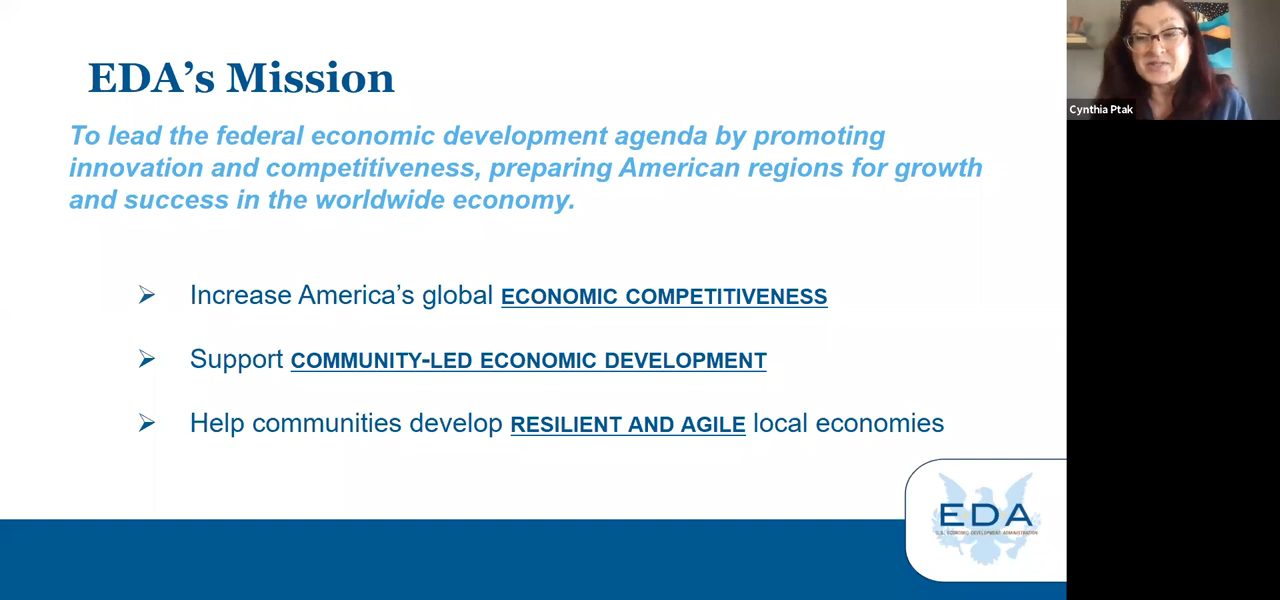 EDA’s Mission
To lead the federal economic development agenda by promoting
innovation and competitiveness, preparing American regions for growth
and success in the worldwide economy.
Increase America’s global ECONOMIC COMPETITIVENESS
Support COMMUNITY-LED ECONOMIC DEVELOPMENT
Help communities develop RESILIENT AND AGILE local economies
EDA
U.S. ECONOMIC DEVELOPMENT ADMINISTRATION
Cynthia Ptak